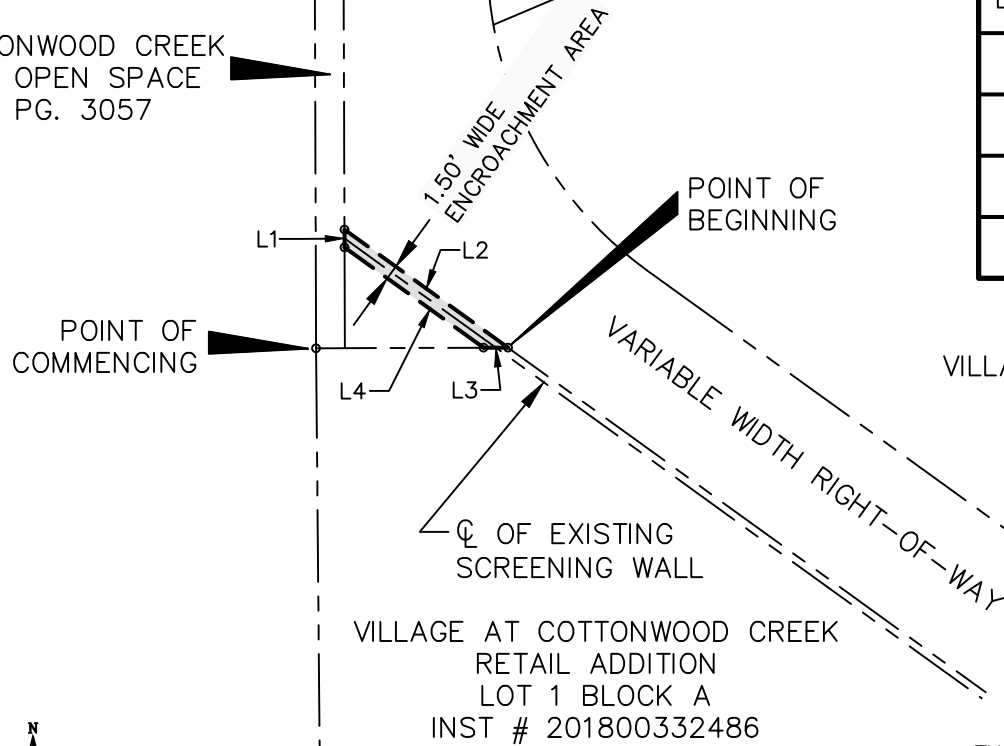 ONWOOD CREEK
OPEN SPACE
PG. 3057
1.50' WIDE
ENCROACHMENT AREA
POINT OF
BEGINNING
L1
L2
POINT OF
COMMENCING
L4
L3
VARIABLE WIDTH RIGHT-OF-WAY
VILLA
℄ OF EXISTING
SCREENING WALL
VILLAGE AT COTTONWOOD CREEK
RETAIL ADDITION
LOT 1 BLOCK A
INST # 201800332486
N